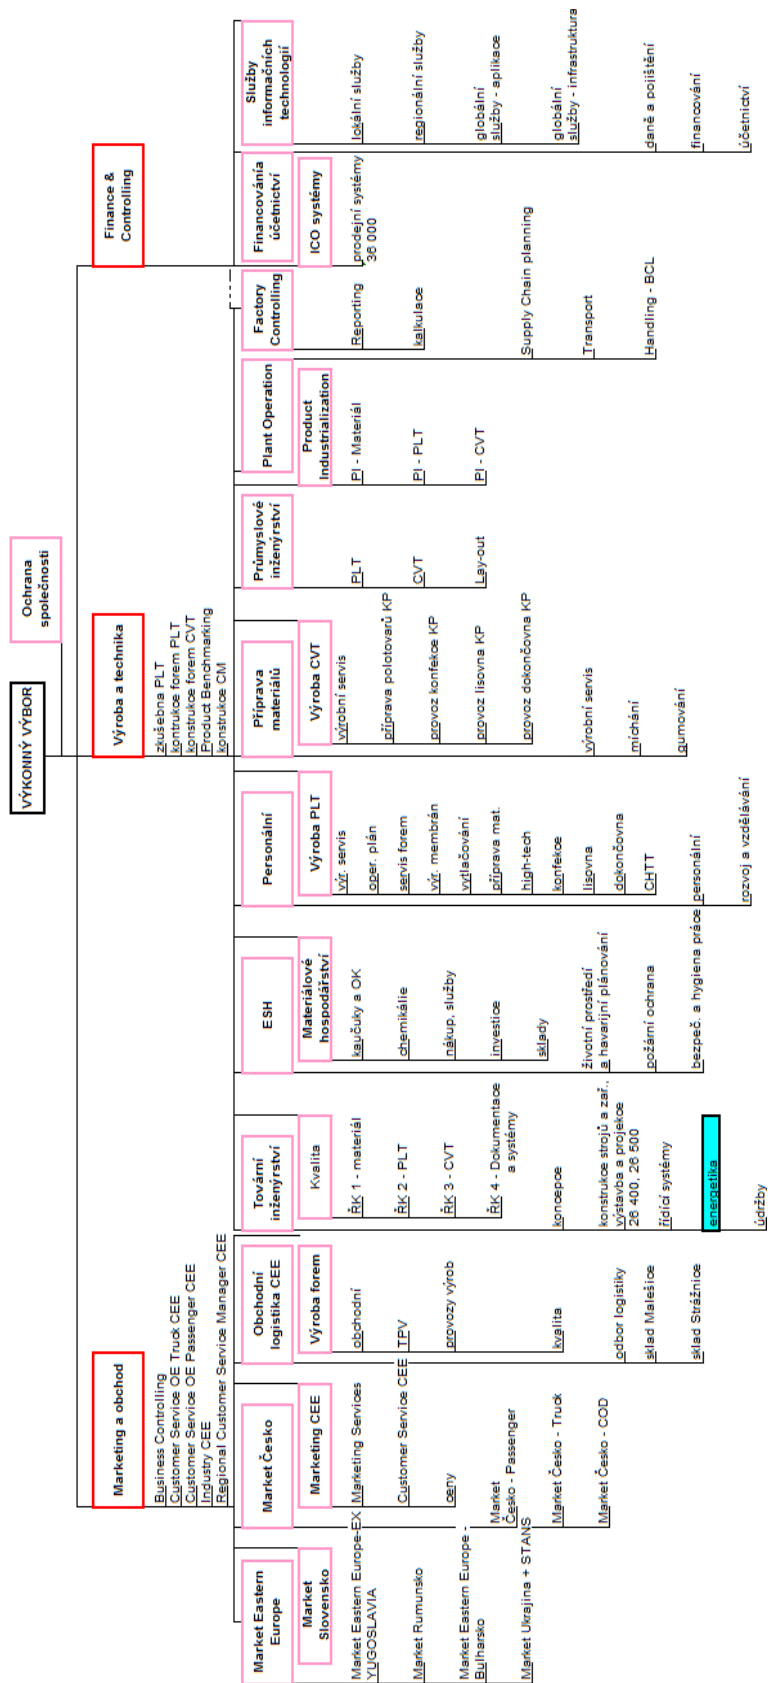 VÝKONNÝ VÝBOR
Ochrana
společnosti
Marketing a obchod
Business Controlling
Customer Service OE Truck CEE
Customer Service OE Passenger CEE
Industry CEE
Regional Customer Service Manager CEE
Výroba a technika
zkušebna PLT
kontrukce forem PLT
konstrukce forem CVT
Product Benchmarking
konstrukce CM
Finance &
Controlling
Market Eastern
Europe
Market
Slovensko
Market Eastern Europe-EX
YUGOSLAVIA
Market Rumunsko
Market Eastern Europe -
Bulharsko
Market Ukrajina + STANS
Market Česko
Marketing CEE
Marketing Services
Customer Service CEE
ceny
Market
Česko - Passenger
Market Česko - Truck
Market Česko - COD
Obchodní
logistika CEE
Výroba forem
obchodní
TPV
provozy výrob
kvalita
odbor logistiky
sklad Malešice
sklad Strážnice
Tovární
inženýrství
Kvalita
ŘK 1 - materiál
ŘK 2 - PLT
ŘK 3 - CVT
ŘK 4 - Dokumentace
a systémy
koncepce
konstrukce strojů a zař.,
výstavba a projekce
26 400, 26 500
řídící systémy
energetika
údržby
ESH
Materiálové
hospodářství
kaučuky a OK
chemikálie
nákup, služby
investice
sklady
životní prostředí
a havarijní plánování
požární ochrana
bezpeč. a hygiena práce
Personální
Výroba PLT
výr. servis
oper. plán
servis forem
výr. membrán
vytlačování
příprava mat.
high-tech
konfekce
lisovna
dokončovna
CHTT
personální
rozvoj a vzdělávání
Příprava
materiálů
Výroba CVT
výrobní servis
příprava polotovarů KP
provoz konfekce KP
provoz lisovna KP
provoz dokončovna KP
výrobní servis
míchání
gumování
Průmyslové
inženýrství
PLT
CVT
Lay-out
Plant Operation
Product
Industrialization
PI - Materiál
PI - PLT
PI - CVT
Factory
Controlling
Reporting
kalkulace
Supply Chain planning
Transport
Handling - BCL
Financovánía
účetnictví
ICO systémy
prodejní systémy
36 000
Služby
informačních
technologií
lokální služby
regionální služby
globální
služby - aplikace
globální
služby - infrastruktura
daně a pojištění
financování
účetnictví